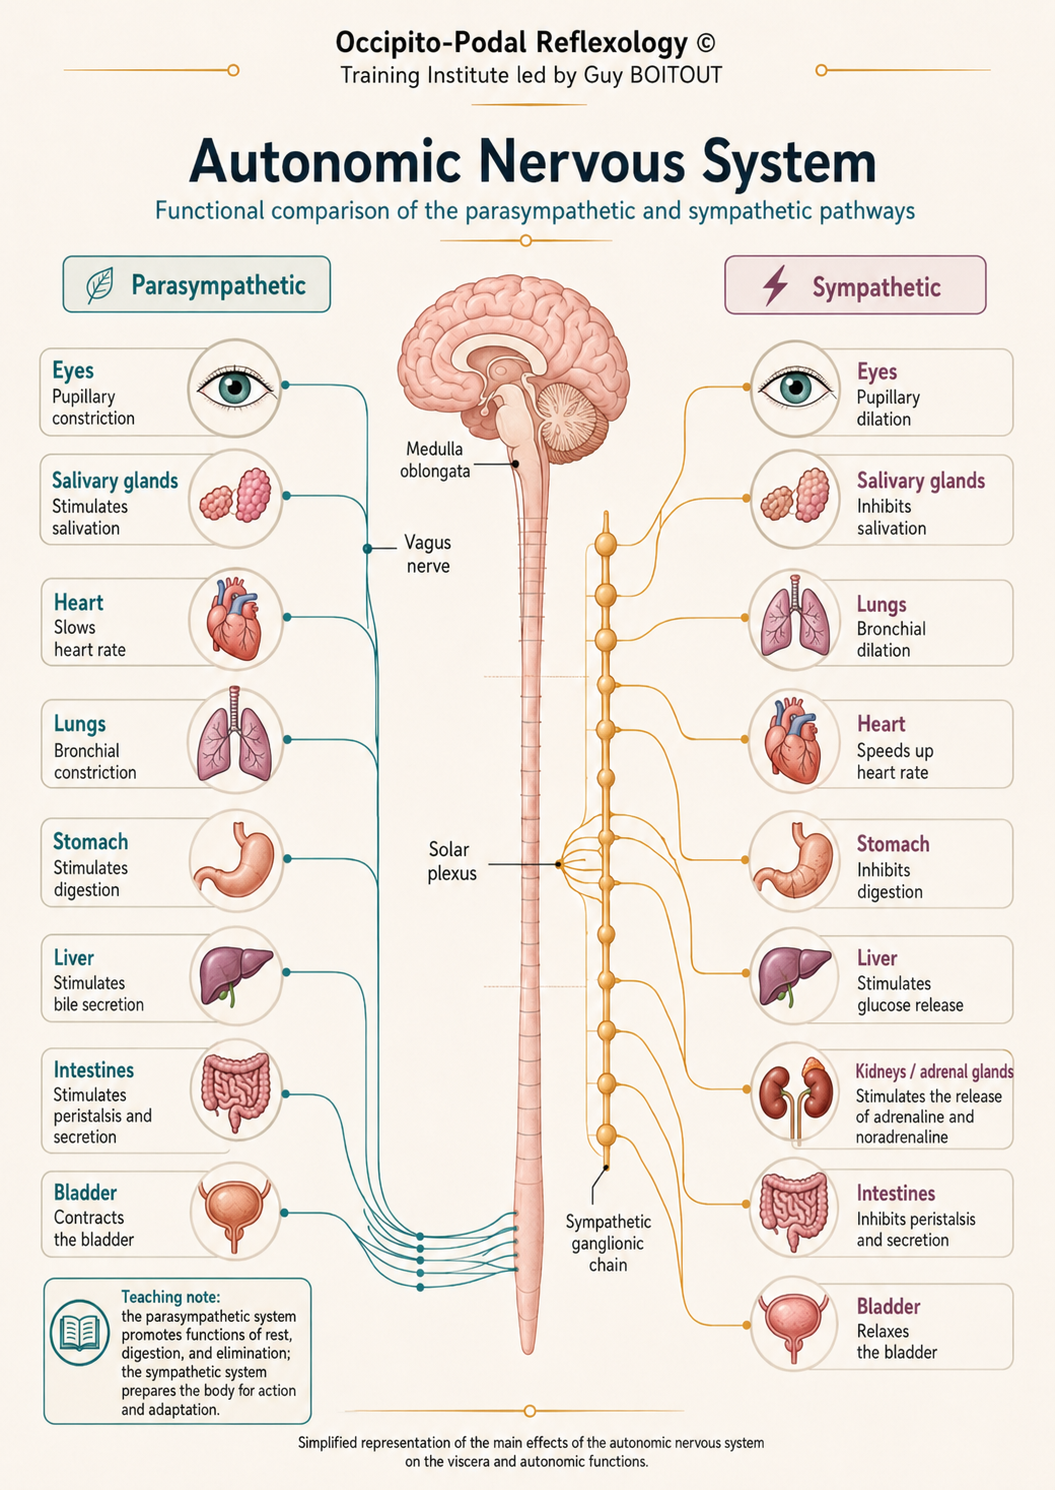 Occipito-Podal Reflexology ©
Training Institute led by Guy BOITOUT
Autonomic Nervous System
Functional comparison of the parasympathetic and sympathetic pathways
Parasympathetic
Eyes
Pupillary
constriction
Salivary glands
Stimulates
salivation
Heart
Slows
heart rate
Lungs
Bronchial
constriction
Stomach
Stimulates
digestion
Liver
Stimulates
bile secretion
Intestines
Stimulates
peristalsis and
secretion
Bladder
Contracts
the bladder
Medulla
oblongata
Vagus
nerve
Solar
plexus
Sympathetic
ganglionic
chain
Sympathetic
Eyes
Pupillary
dilation
Salivary glands
Inhibits
salivation
Lungs
Bronchial
dilation
Heart
Speeds up
heart rate
Stomach
Inhibits
digestion
Liver
Stimulates
glucose release
Kidneys / adrenal glands
Stimulates the release
of adrenaline and
noradrenaline
Intestines
Inhibits peristalsis
and secretion
Bladder
Relaxes
the bladder
Teaching note:
the parasympathetic system
promotes functions of rest,
digestion, and elimination;
the sympathetic system
prepares the body for action
and adaptation.
Simplified representation of the main effects of the autonomic nervous system
on the viscera and autonomic functions.